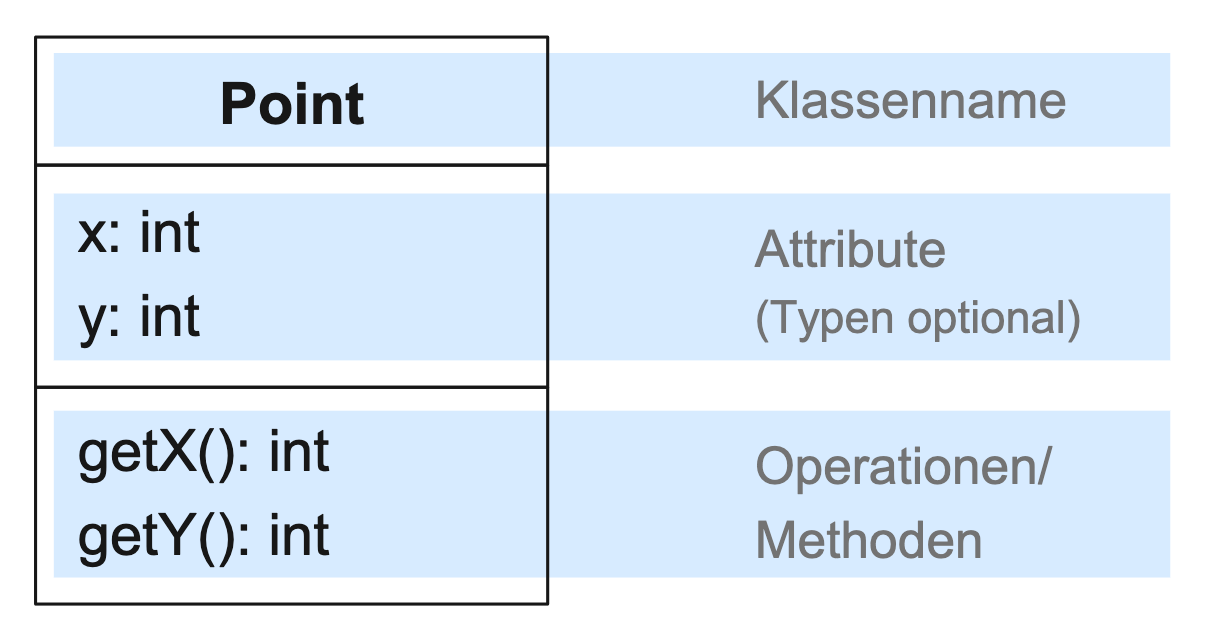 Point
Klassenname
x: int
y: int
Attribute
(Typen optional)
getX(): int
getY(): int
Operationen/
Methoden